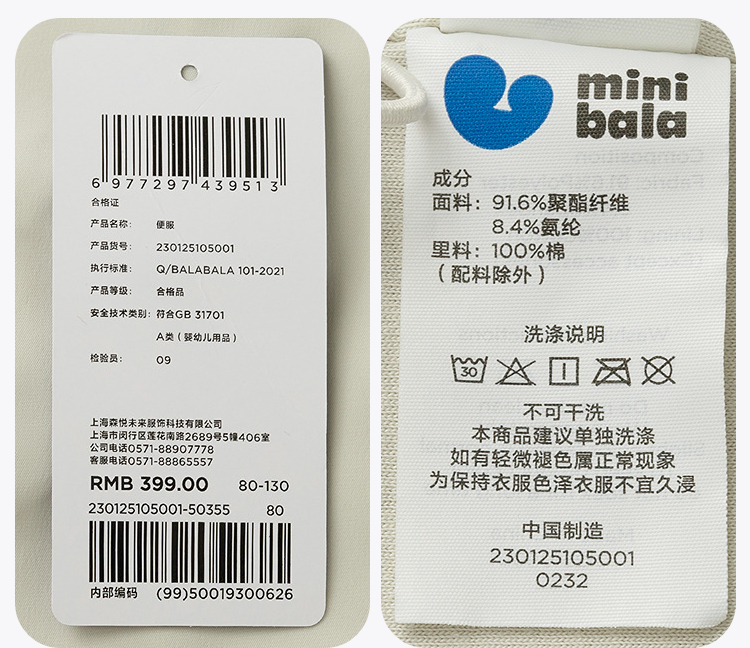 6 977297 439513
合格证
产品名称： 便服
产品货号： 230125105001
执行标准： Q/BALABALA 101-2021
产品等级： 合格品
安全技术类别： 符合GB 31701
A类（婴幼儿用品）
检验员： 09
上海森悦未来服饰科技有限公司
上海市闵行区莲花南路2689号5幢406室
公司电话0571-88907778
客服电话0571-88865557
RMB 399.00 80-130
230125105001-50355 80
内部编码 (99)50019300626
mini
bala
成分
面料：91.6%聚酯纤维
8.4%氨纶
里料：100%棉
（配料除外）
洗涤说明
30
不可干洗
本商品建议单独洗涤
如有轻微褪色属正常现象
为保持衣服色泽衣服不宜久浸
中国制造
230125105001
0232